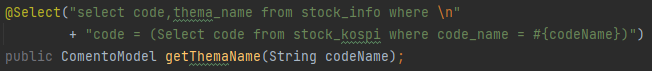 @Select("select code,thema_name from stock_info where \n"
+ "code = (Select code from stock_kospi where code_name = #{codeName})")
public ComentoModel getThemaName(String codeName);